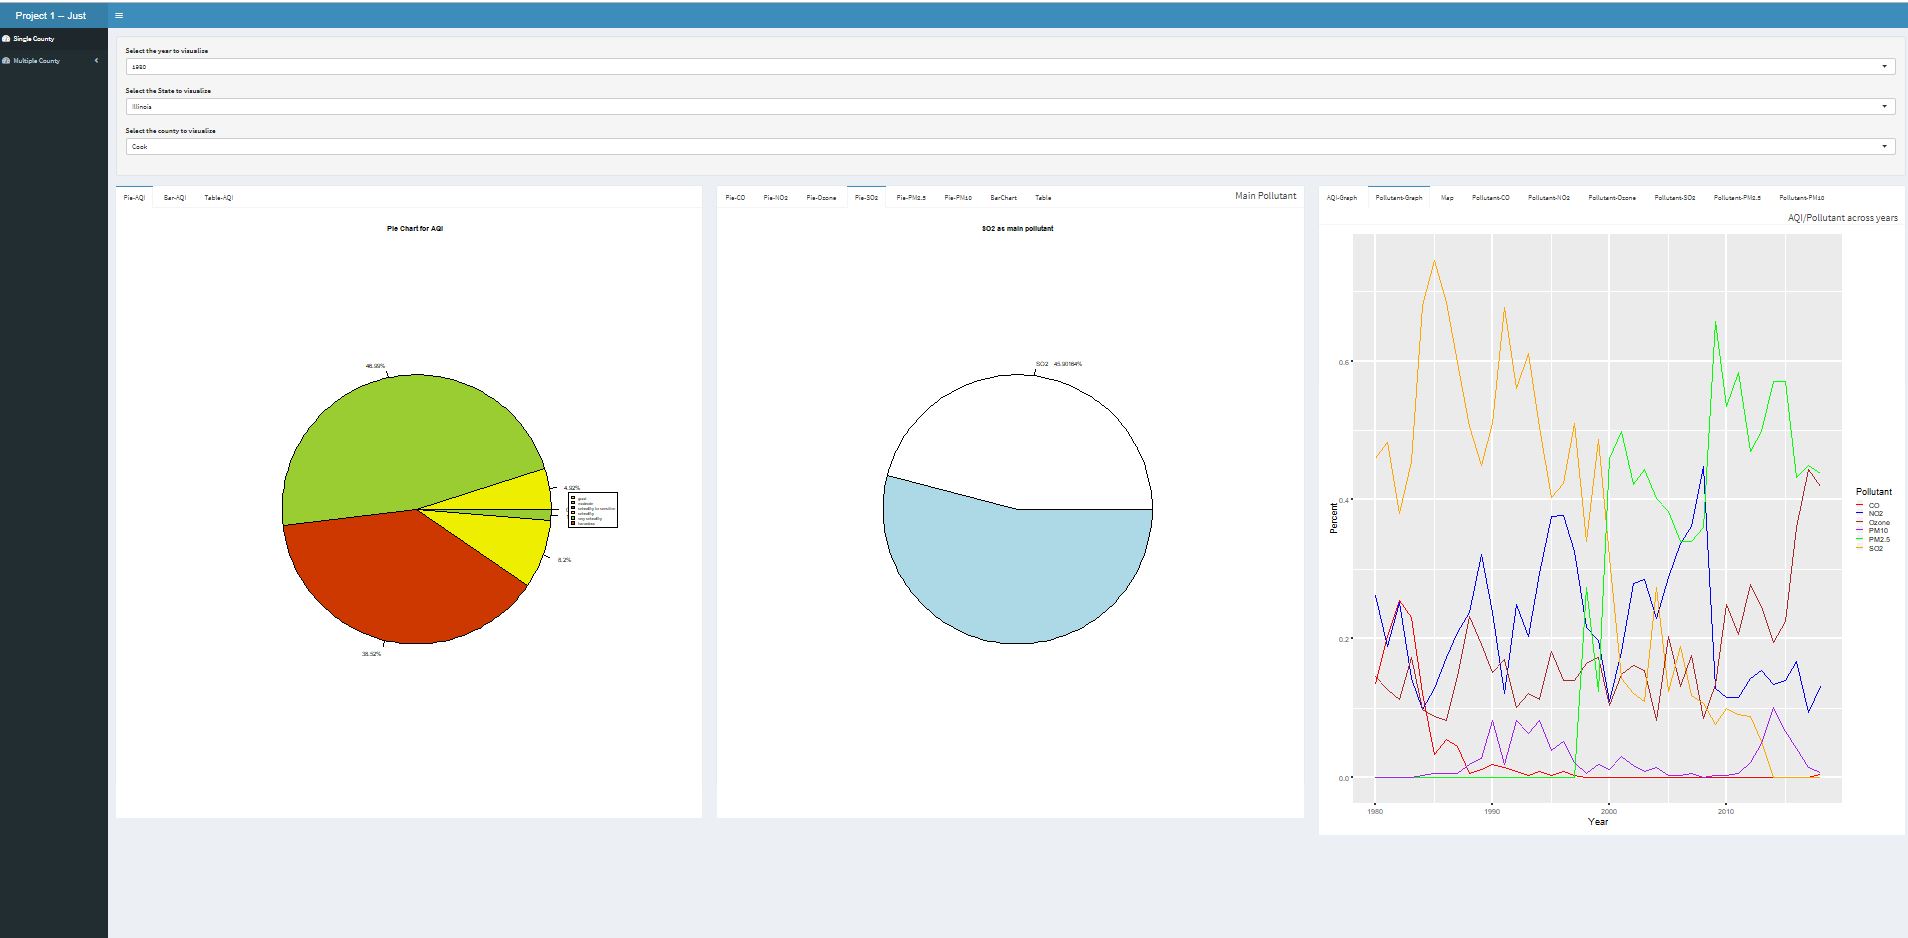 Project 1 -- Just
Single County
Multiple County
Select the year to visualize
1980
Select the State to visualize
Illinois
Select the county to visualize
Cook
Pie-AQI Bar-AQI Table-AQI
Pie Chart for AQI
46.99%
4.92%
good
moderate
unhealthy
very unhealthy
hazardous
8.2%
38.52%
Pie-CO Pie-NO2 Pie-Ozone Pie-SO2 Pie-PM2.5 Pie-PM10 BarChart Table Main Pollutant
SO2 as main pollutant
SO2 45.90164%
AQI-Graph Pollutant-Graph Map Pollutant-CO Pollutant-NO2 Pollutant-Ozone Pollutant-SO2 Pollutant-PM2.5 Pollutant-PM10
AQI/Pollutant across years
0.6
0.4
0.2
0.0
Percent
1980 1990 2000 2010
Year
Pollutant
CO
NO2
Ozone
PM10
PM2.5
SO2